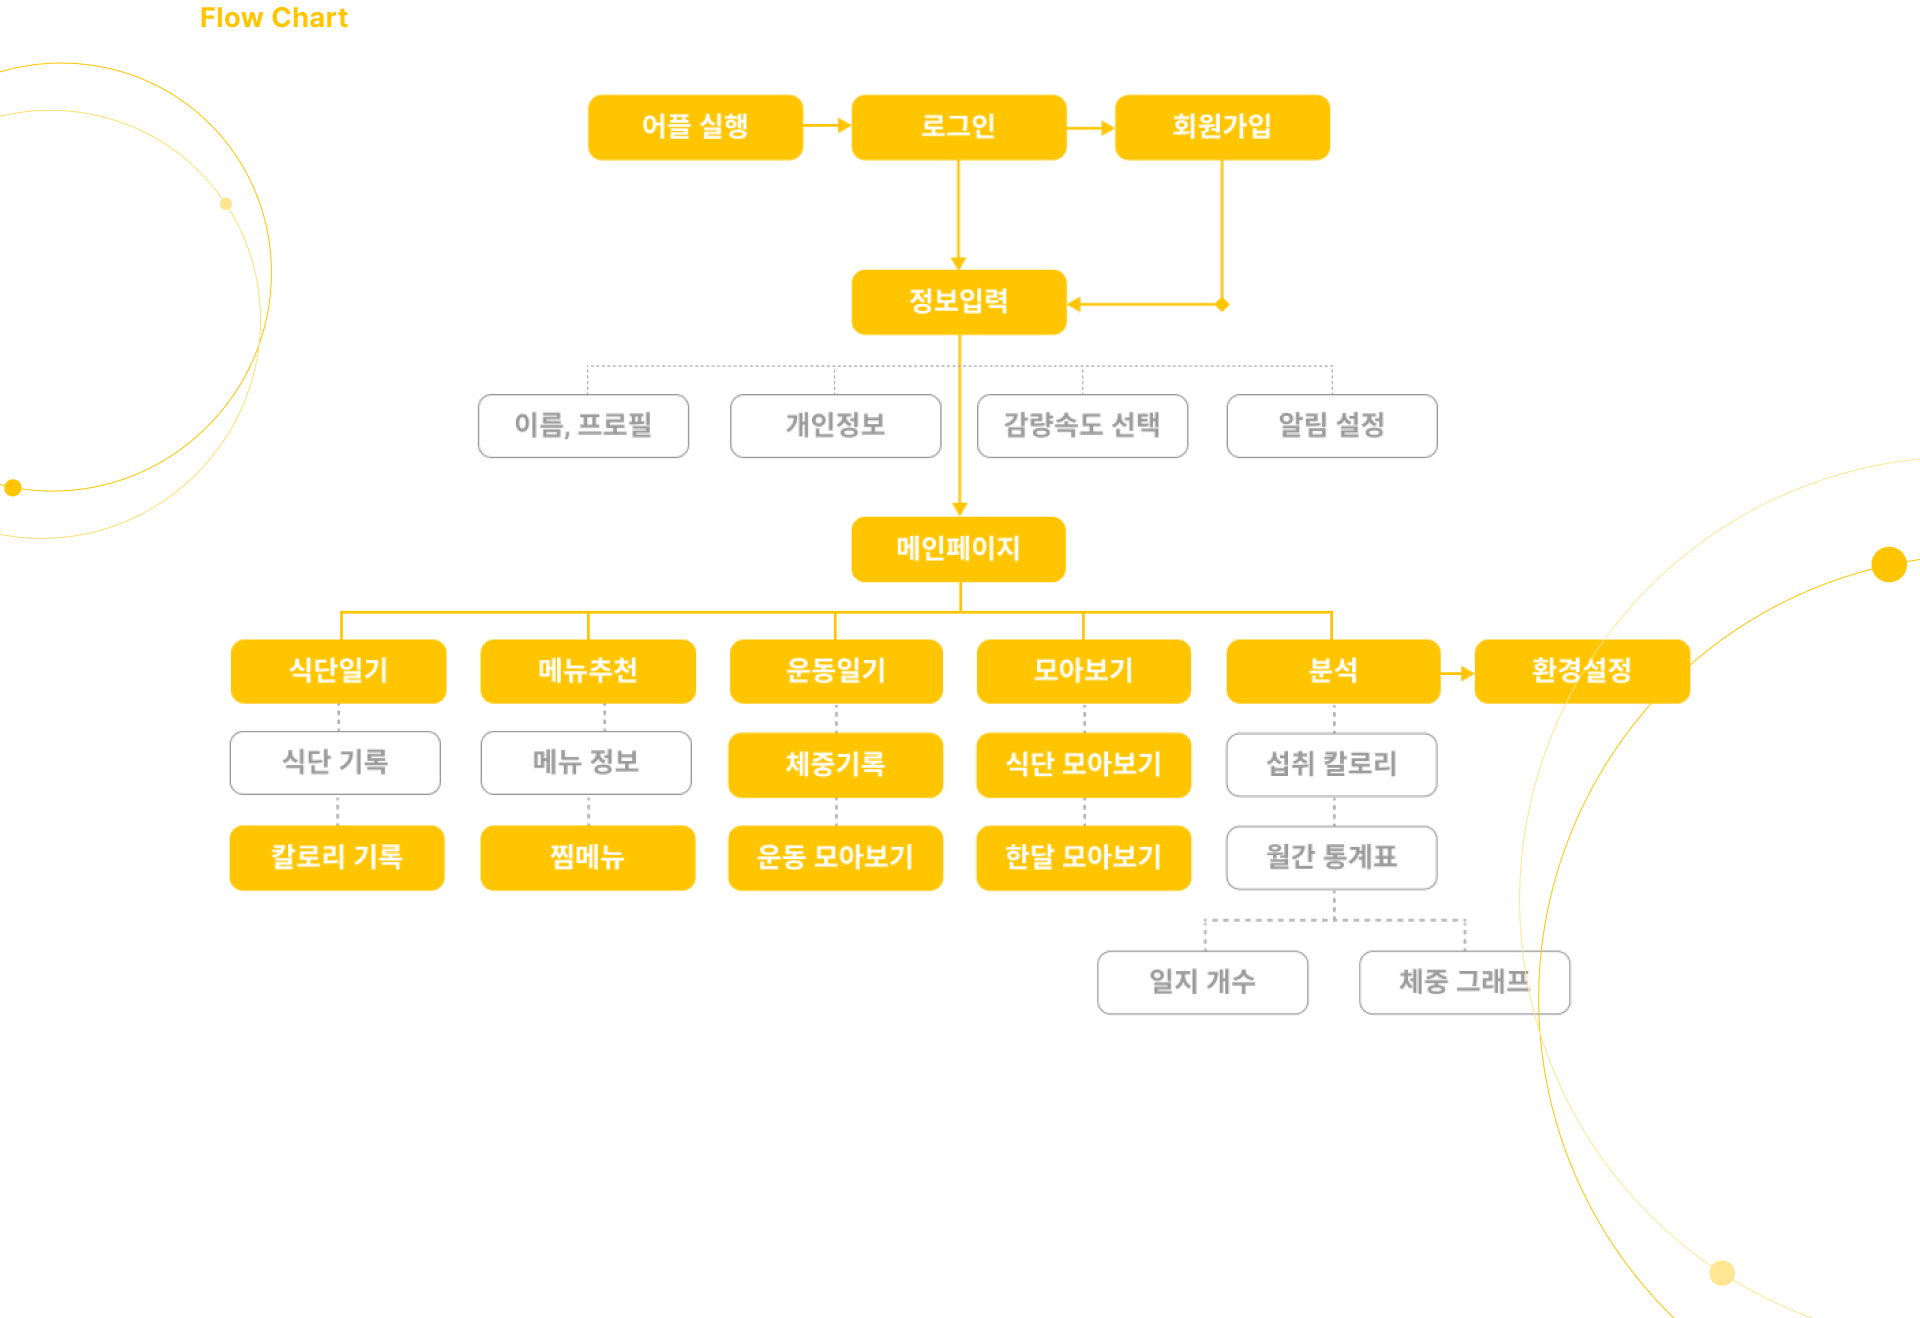 Flow Chart
어플 실행
로그인
회원가입
정보입력
이름, 프로필
개인정보
감량속도 선택
알림 설정
메인페이지
식단일기
메뉴추천
운동일기
모아보기
분석
환경설정
식단 기록
메뉴 정보
체중기록
식단 모아보기
섭취 칼로리
칼로리 기록
찜메뉴
운동 모아보기
한달 모아보기
월간 통계표
일지 개수
체중 그래프